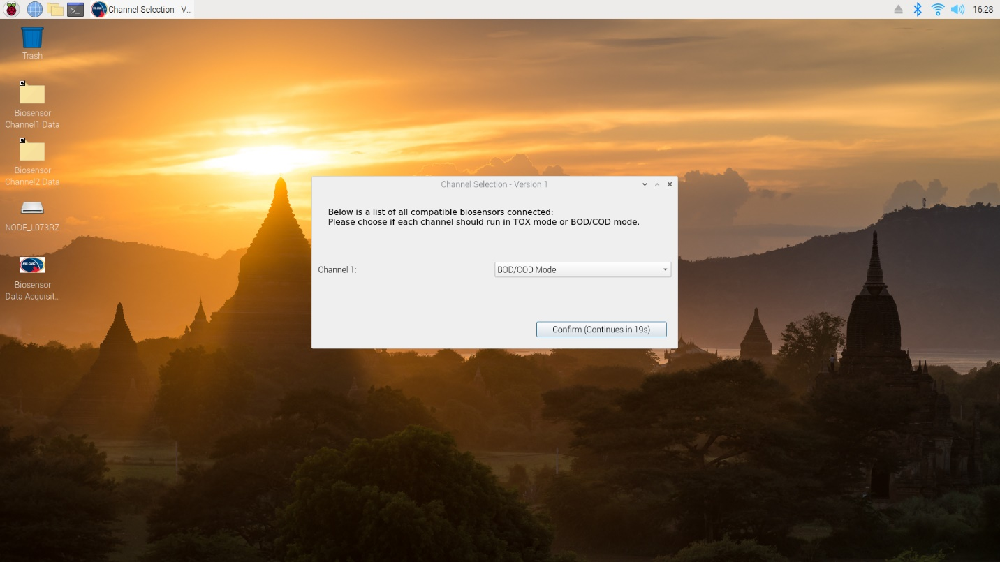 Channel Selection - V...
16:28
Trash
Biosensor
Channel1 Data
Biosensor
Channel2 Data
NODE_L073RZ
Biosensor
Data Acquisit...
Channel Selection - Version 1
Below is a list of all compatible biosensors connected:
Please choose if each channel should run in TOX mode or BOD/COD mode.
Channel 1:
BOD/COD Mode
Confirm (Continues in 19s)